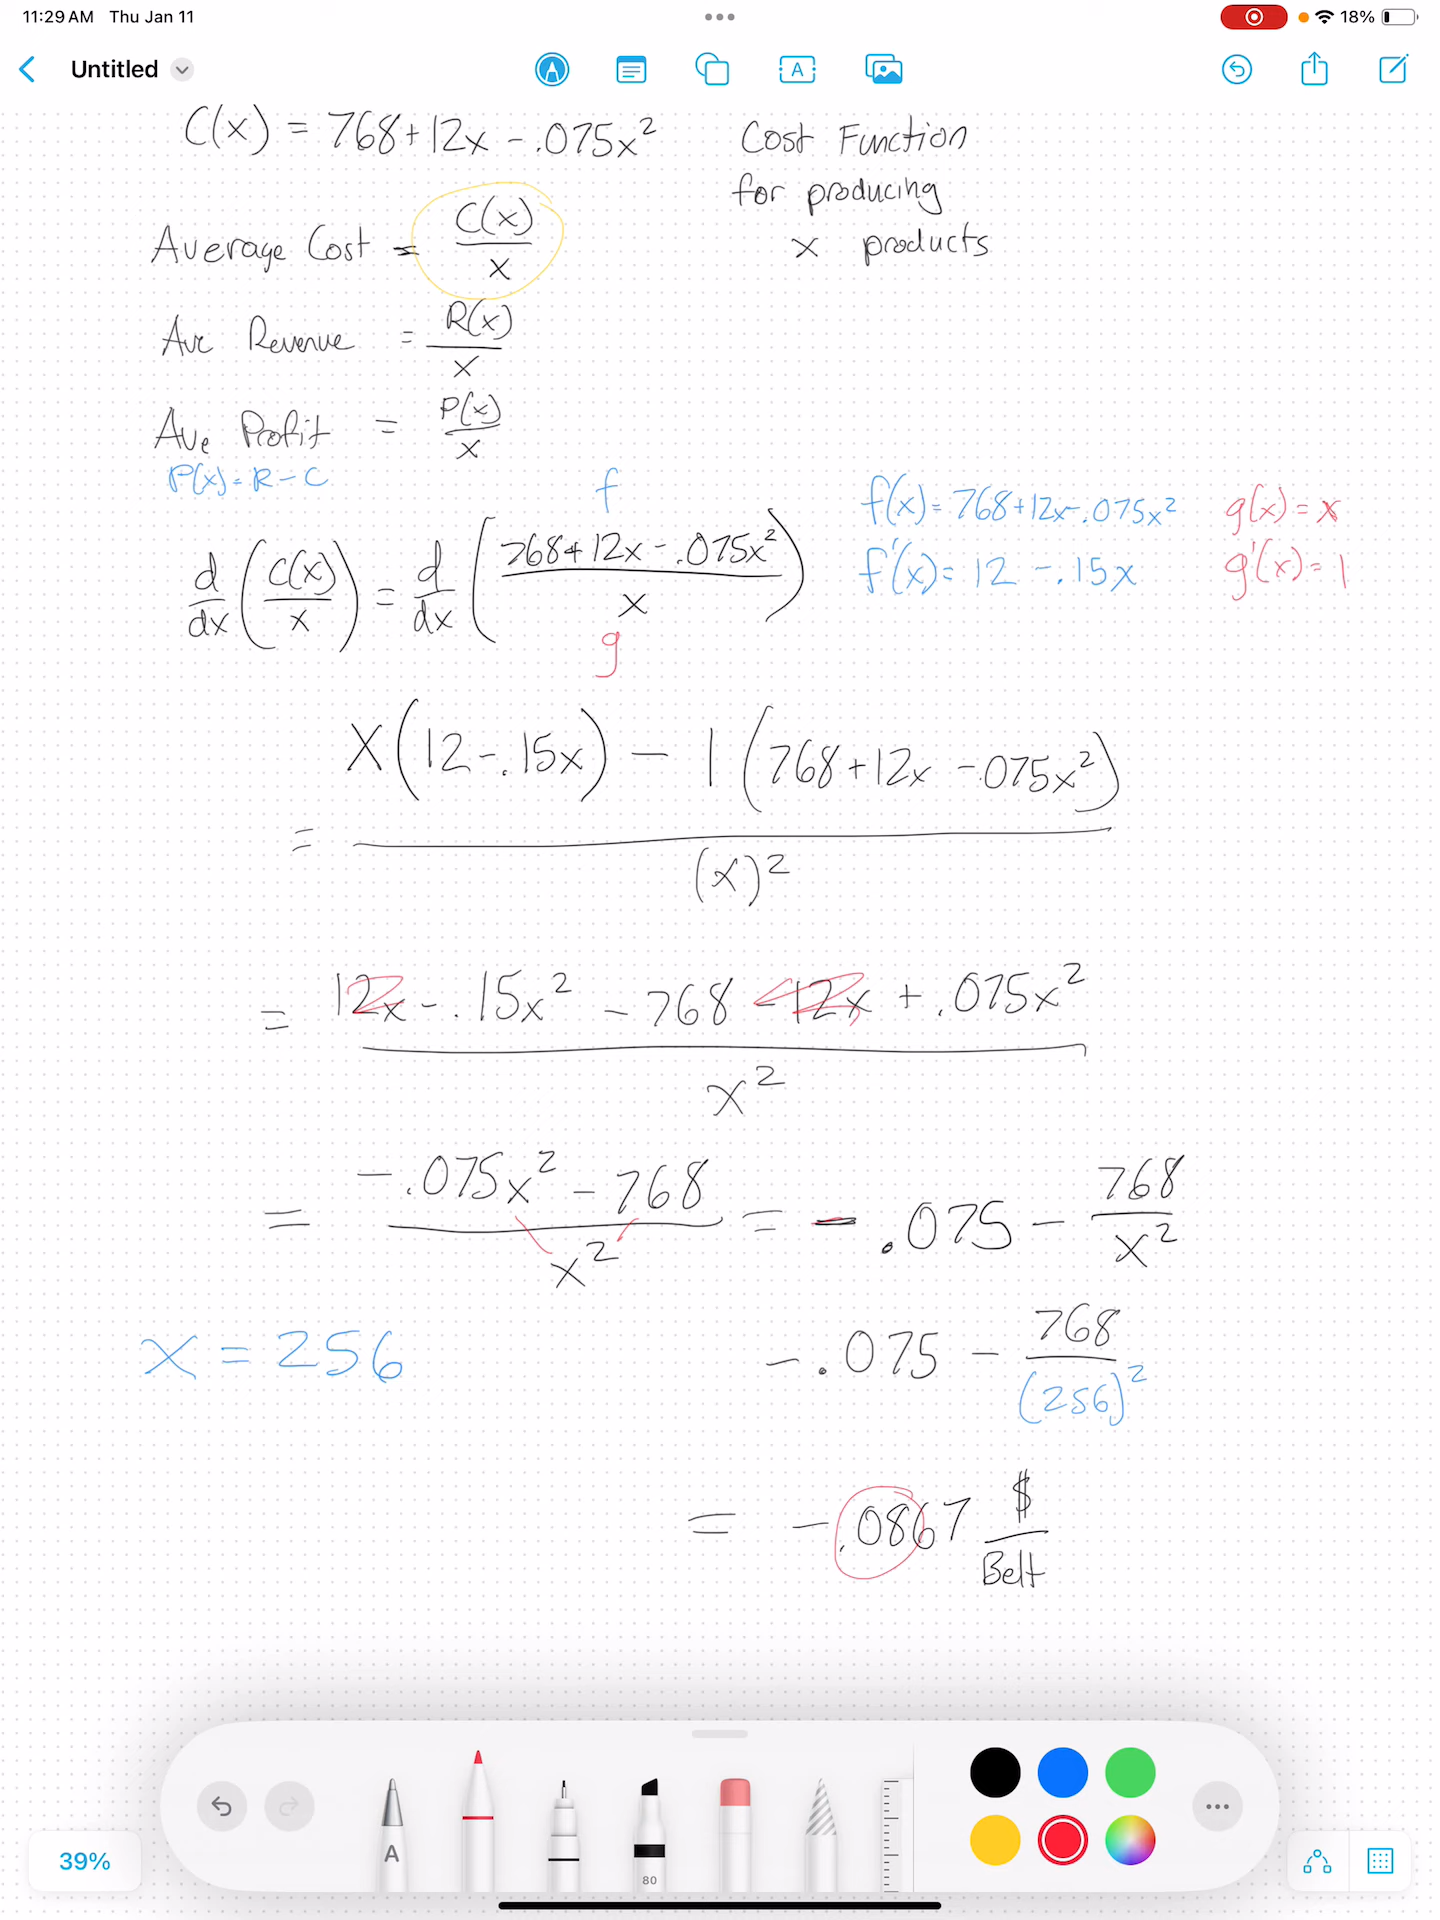 11:29 AM Thu Jan 11
18%
Untitled
A
C(x) = 768+12x -.075x²
Cost Function
for producing
x products
Average Cost = C(x)/x
Ave Revenue = R(x)/x
Ave Profit = P(x)/x
P(x)=R-C
f
f(x)=768+12x-.075x² g(x)=x
f'(x)=12-.15x g'(x)=1
d/dx (C(x)/x) = d/dx ((768+12x-.075x²)/x)
g
= (x(12-.15x) - 1(768+12x-.075x²))/(x)²
= (12x-.15x² -768 -12x +.075x²)/x²
= (-.075x² -768)/x² = -.075 - 768/x²
x = 256
-.075 - 768/(256)²
= -.0867 $/Belt
A
80
39%